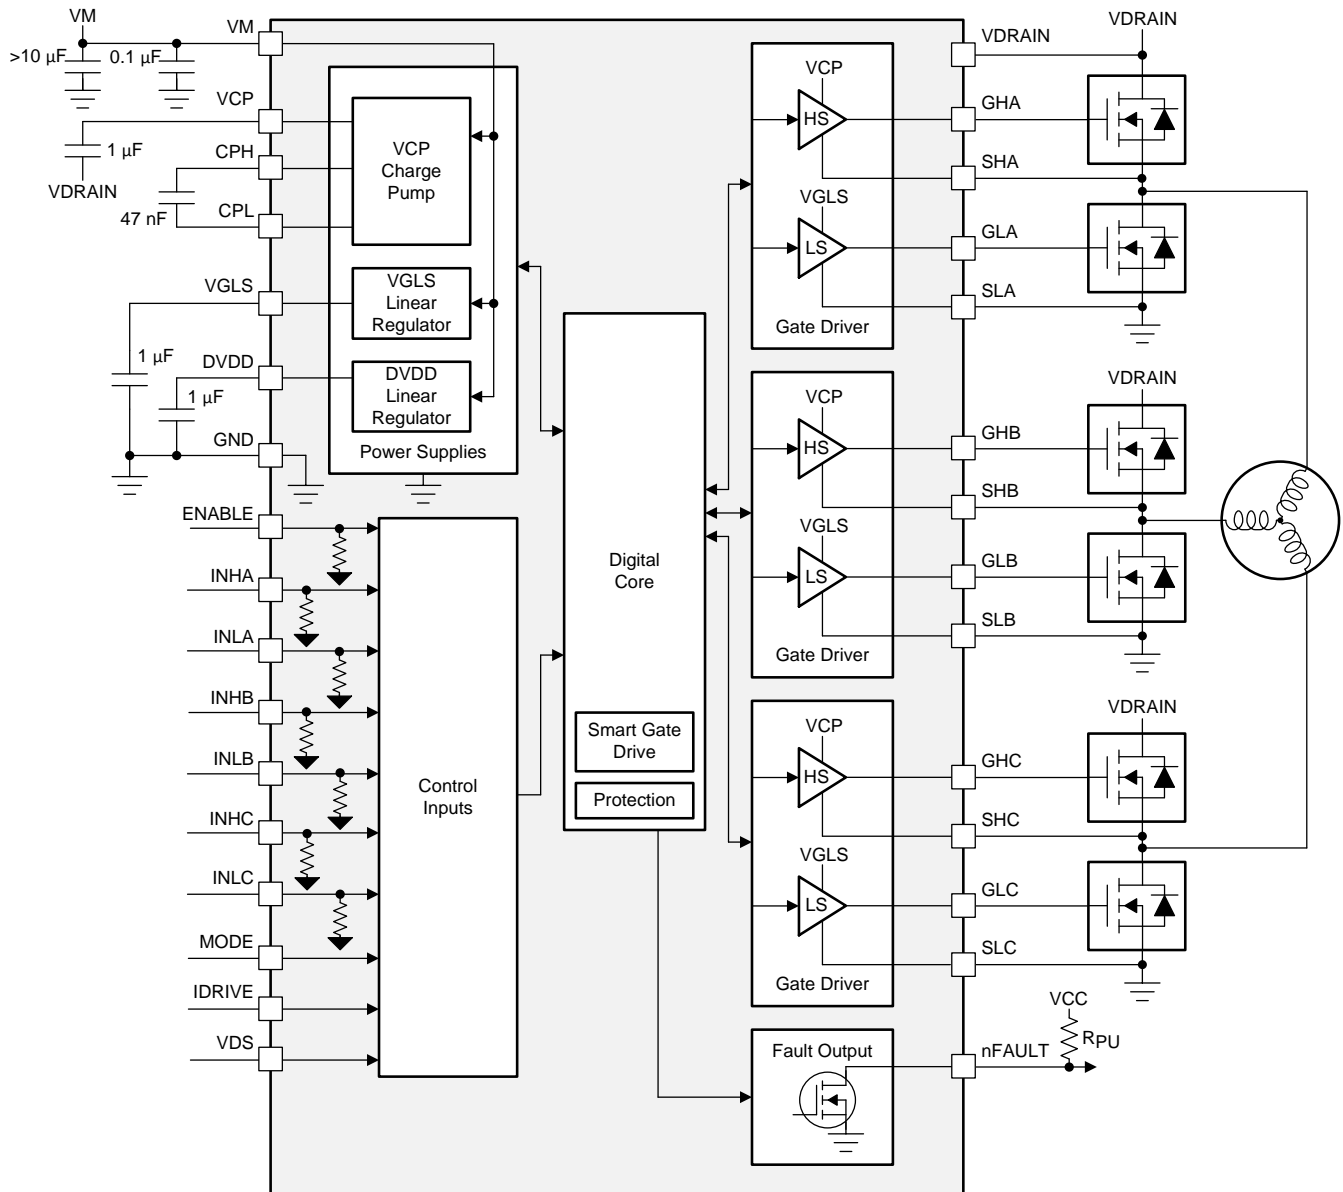 VM
>10 µF
0.1 µF
VM
VCP
1 µF
VDRAIN
CPH
47 nF
CPL
VGLS
1 µF
DVDD
1 µF
GND
ENABLE
INHA
INLA
INHB
INLB
INHC
INLC
MODE
IDRIVE
VDS
VCP
Charge
Pump
VGLS
Linear
Regulator
DVDD
Linear
Regulator
Power Supplies
Control
Inputs
Digital
Core
Smart Gate
Drive
Protection
VCP
HS
VGLS
LS
Gate Driver
VCP
HS
VGLS
LS
Gate Driver
VCP
HS
VGLS
LS
Gate Driver
Fault Output
VDRAIN
GHA
SHA
GLA
SLA
GHB
SHB
GLB
SLB
GHC
SHC
GLC
SLC
nFAULT
VDRAIN
VDRAIN
VDRAIN
VCC
RPU